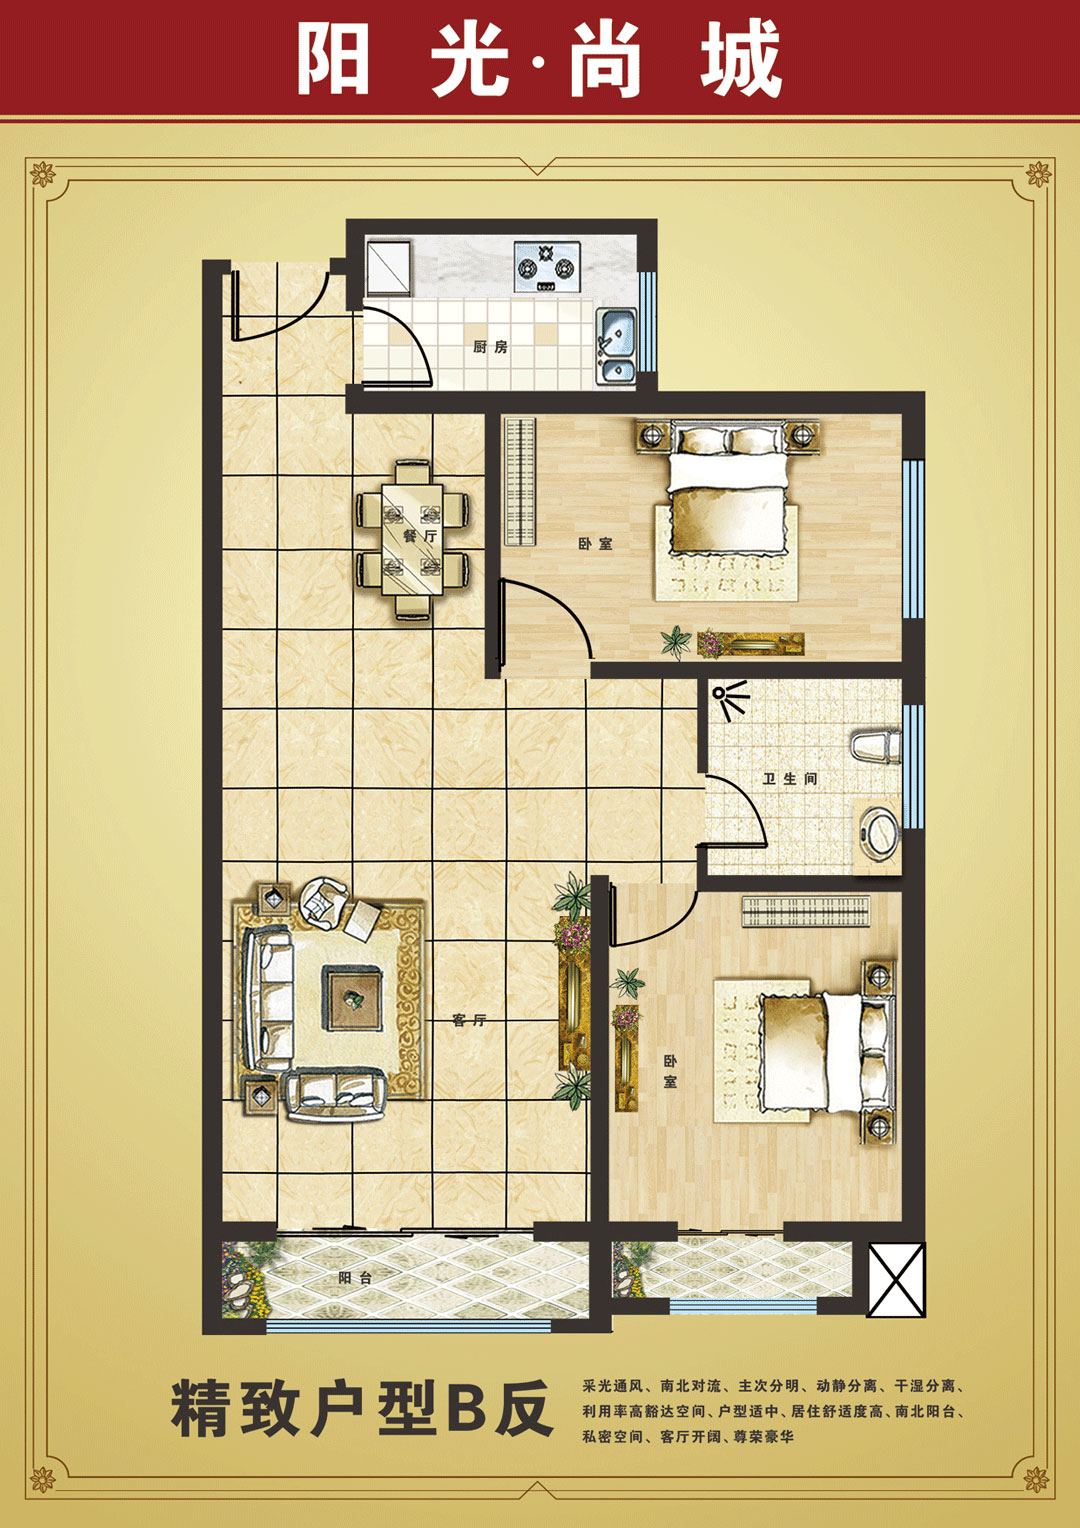 阳光·尚城
厨房
餐厅
卧室
卫生间
客厅
卧室
阳台
精致户型B反
采光通风、南北对流、主次分明、动静分离、干湿分离、
利用率高豁达空间、户型适中、居住舒适度高、南北阳台、
私密空间、客厅开阔、尊荣豪华